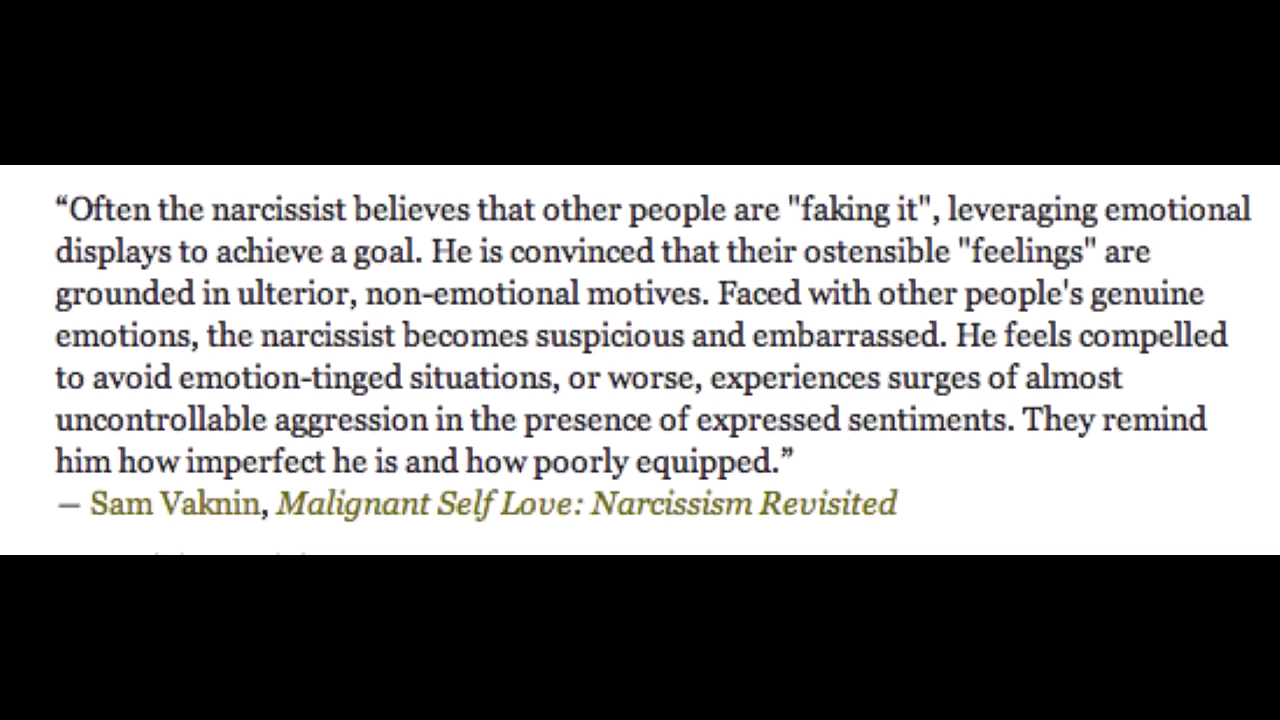 “Often the narcissist believes that other people are "faking it", leveraging emotional
displays to achieve a goal. He is convinced that their ostensible "feelings" are
grounded in ulterior, non-emotional motives. Faced with other people's genuine
emotions, the narcissist becomes suspicious and embarrassed. He feels compelled
to avoid emotion-tinged situations, or worse, experiences surges of almost
uncontrollable aggression in the presence of expressed sentiments. They remind
him how imperfect he is and how poorly equipped.”
— Sam Vaknin, Malignant Self Love: Narcissism Revisited